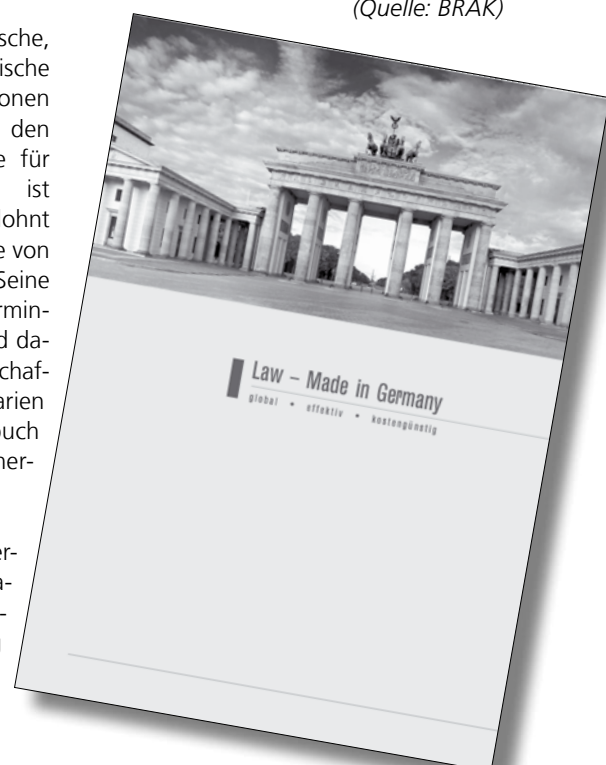 (Quelle: BRAK)
sche,
ische
onen
den
e für
ist
ohnt
e von
Seine
rmin-
d da-
chaf-
arien
buch
ner-
er-
a-
-
Law – Made in Germany
global • effektiv • kostengünstig